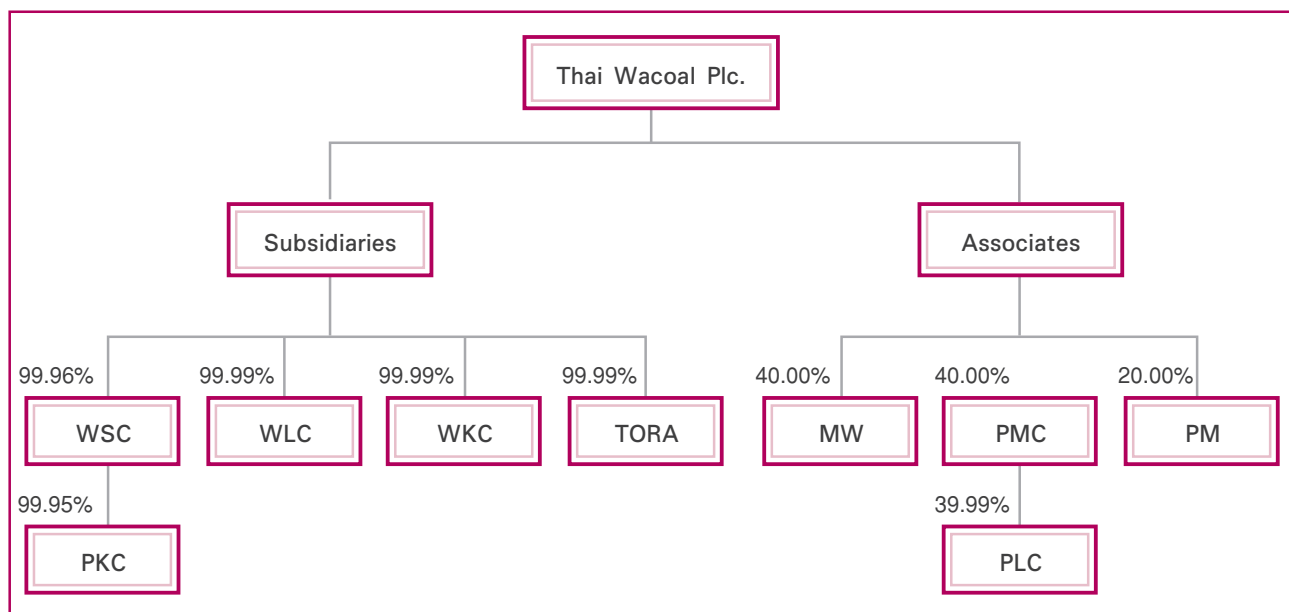 Thai Wacoal Plc.
Subsidiaries
Associates
99.96%
99.99%
99.99%
99.99%
40.00%
40.00%
20.00%
WSC
WLC
WKC
TORA
MW
PMC
PM
99.95%
39.99%
PKC
PLC